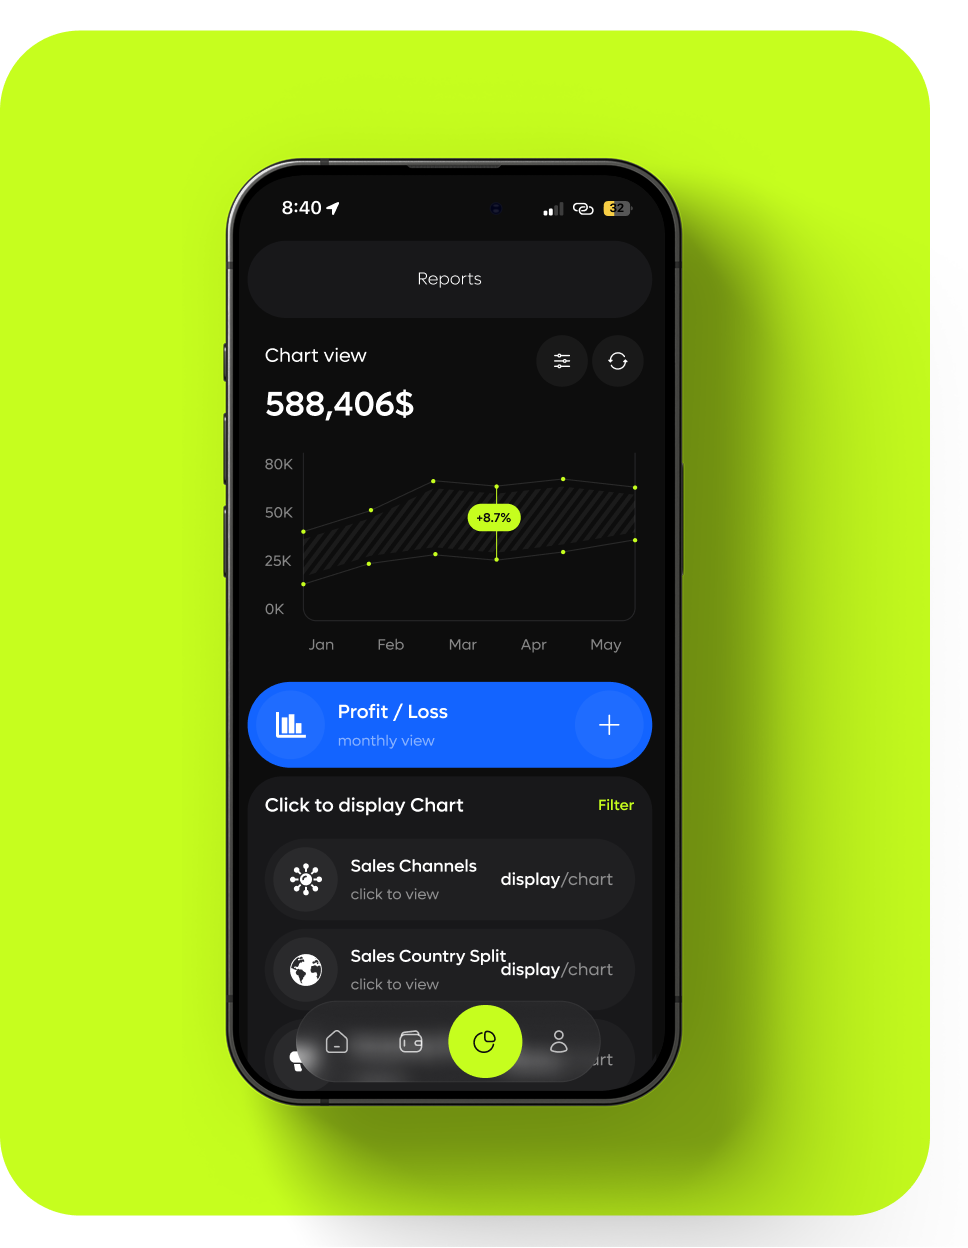 8:40
32
Reports
Chart view
588,406$
80K
50K
25K
0K
+8.7%
Jan Feb Mar Apr May
Profit / Loss
monthly view
Click to display Chart
Filter
Sales Channels
click to view
display/chart
Sales Country Split
click to view
display/chart